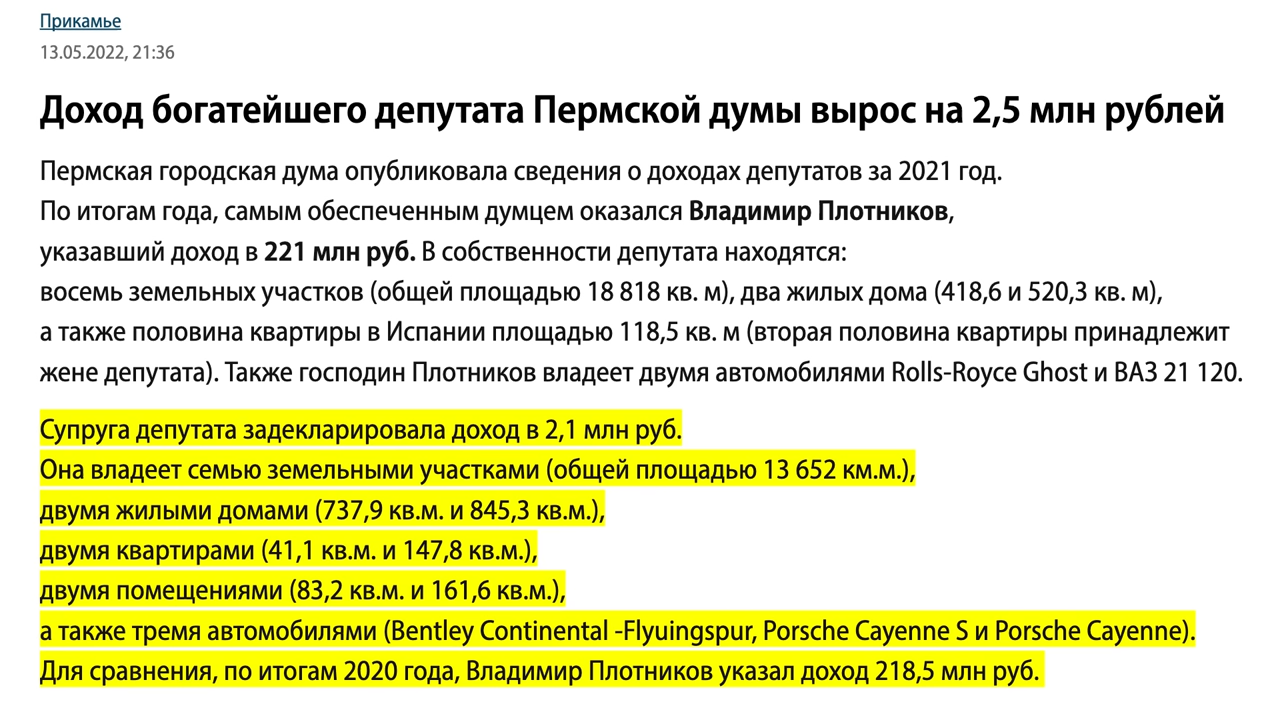 Прикамье
13.05.2022, 21:36
Доход богатейшего депутата Пермской думы вырос на 2,5 млн рублей
Пермская городская дума опубликовала сведения о доходах депутатов за 2021 год.
По итогам года, самым обеспеченным думцем оказался Владимир Плотников,
указавший доход в 221 млн руб. В собственности депутата находятся:
восемь земельных участков (общей площадью 18 818 кв. м), два жилых дома (418,6 и 520,3 кв. м),
а также половина квартиры в Испании площадью 118,5 кв. м (вторая половина квартиры принадлежит
жене депутата). Также господин Плотников владеет двумя автомобилями Rolls-Royce Ghost и ВАЗ 21 120.
Супруга депутата задекларировала доход в 2,1 млн руб.
Она владеет семью земельными участками (общей площадью 13 652 км.м.),
двумя жилыми домами (737,9 кв.м. и 845,3 кв.м.),
двумя квартирами (41,1 кв.м. и 147,8 кв.м.),
двумя помещениями (83,2 кв.м. и 161,6 кв.м.),
а также тремя автомобилями (Bentley Continental -Flyuingspur, Porsche Cayenne S и Porsche Cayenne).
Для сравнения, по итогам 2020 года, Владимир Плотников указал доход 218,5 млн руб.